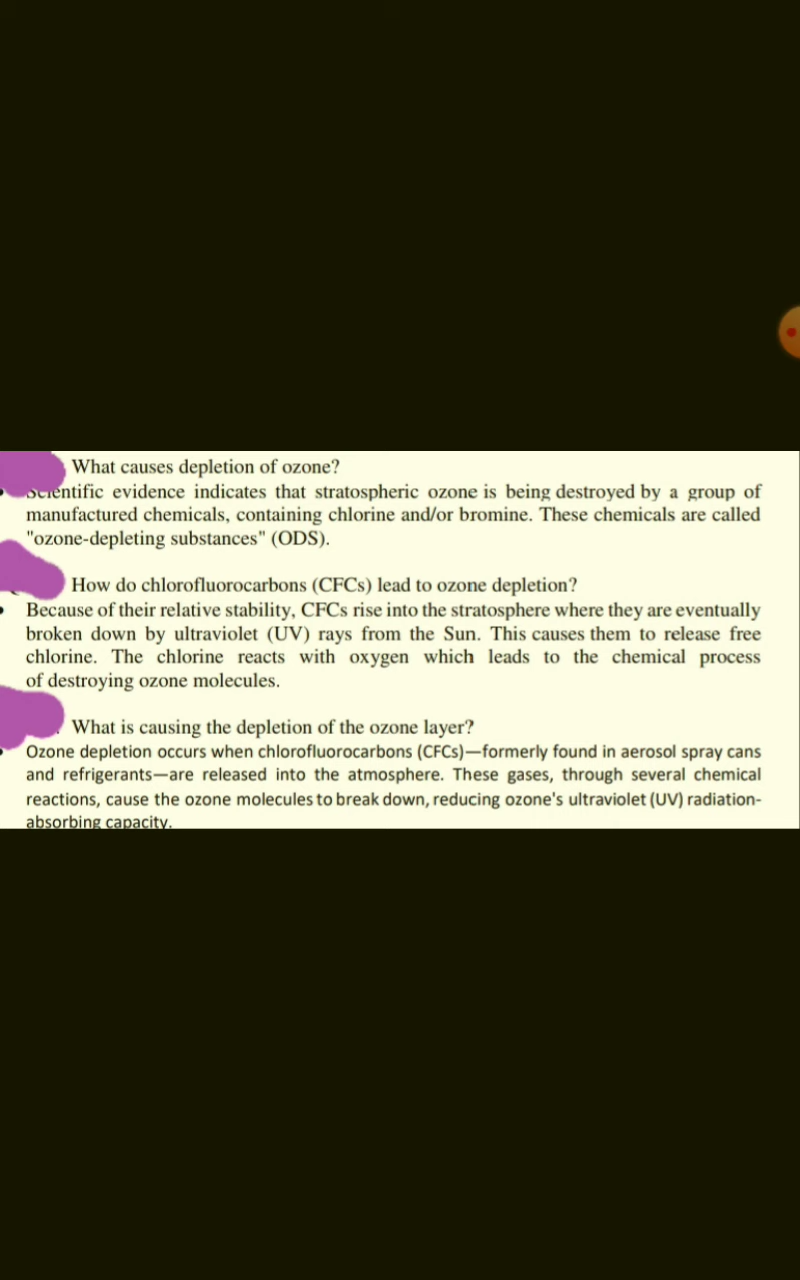 What causes depletion of ozone?
Scientific evidence indicates that stratospheric ozone is being destroyed by a group of
manufactured chemicals, containing chlorine and/or bromine. These chemicals are called
"ozone-depleting substances" (ODS).
How do chlorofluorocarbons (CFCs) lead to ozone depletion?
Because of their relative stability, CFCs rise into the stratosphere where they are eventually
broken down by ultraviolet (UV) rays from the Sun. This causes them to release free
chlorine. The chlorine reacts with oxygen which leads to the chemical process
of destroying ozone molecules.
What is causing the depletion of the ozone layer?
Ozone depletion occurs when chlorofluorocarbons (CFCs)—formerly found in aerosol spray cans
and refrigerants—are released into the atmosphere. These gases, through several chemical
reactions, cause the ozone molecules to break down, reducing ozone's ultraviolet (UV) radiation-
absorbing capacity.